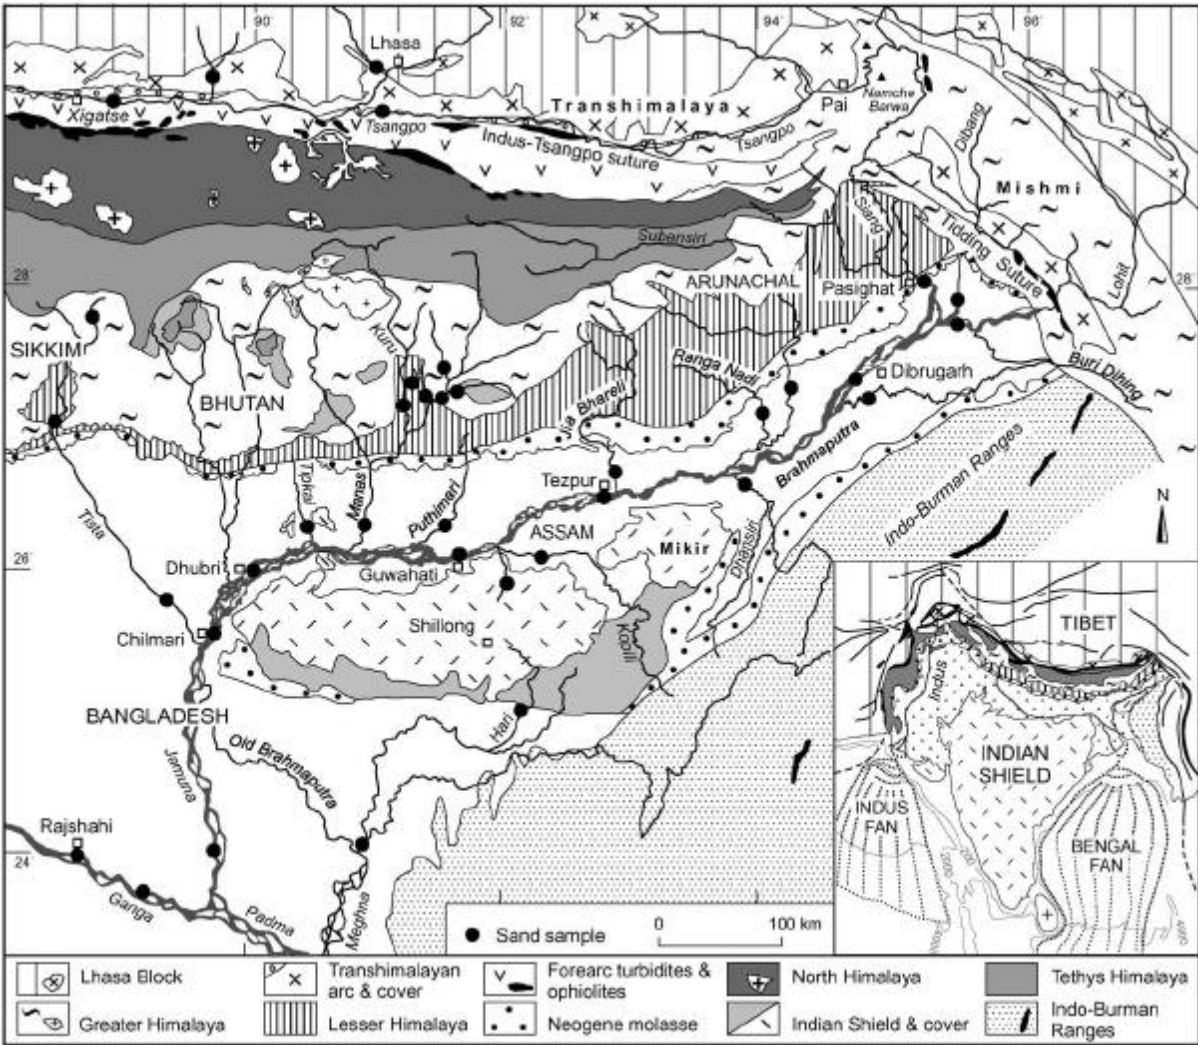 90°
92°
94°
96°
Lhasa
Transhimalaya
Pai
Namche
Barwa
Xigatse
Tsangpo
Indus-Tsangpo suture
Tsangpo
Dibang
Mishmi
Siang
Tidding
Suture
Lohit
Subansiri
28°
ARUNACHAL
Pasighat
28°
SIKKIM
Kuru
BHUTAN
Ranga Nadi
Dibrugarh
Buri Dihing
Jia Bhareli
Brahmaputra
Indo-Burman Ranges
N
Tista
Tipkai
Manas
Puthimari
Tezpur
ASSAM
Mikir
Dhansiri
26°
Dhubri
Guwahati
Shillong
Kopili
Chilmari
BANGLADESH
Hari
Old Brahmaputra
Jamuna
Rajshahi
24°
Ganga
Padma
Meghna
Sand sample
0
100 km
TIBET
Indus
INDIAN
SHIELD
INDUS
FAN
BENGAL
FAN
Lhasa Block
Transhimalayan
arc & cover
Forearc turbidites &
ophiolites
North Himalaya
Tethys Himalaya
Greater Himalaya
Lesser Himalaya
Neogene molasse
Indian Shield & cover
Indo-Burman
Ranges